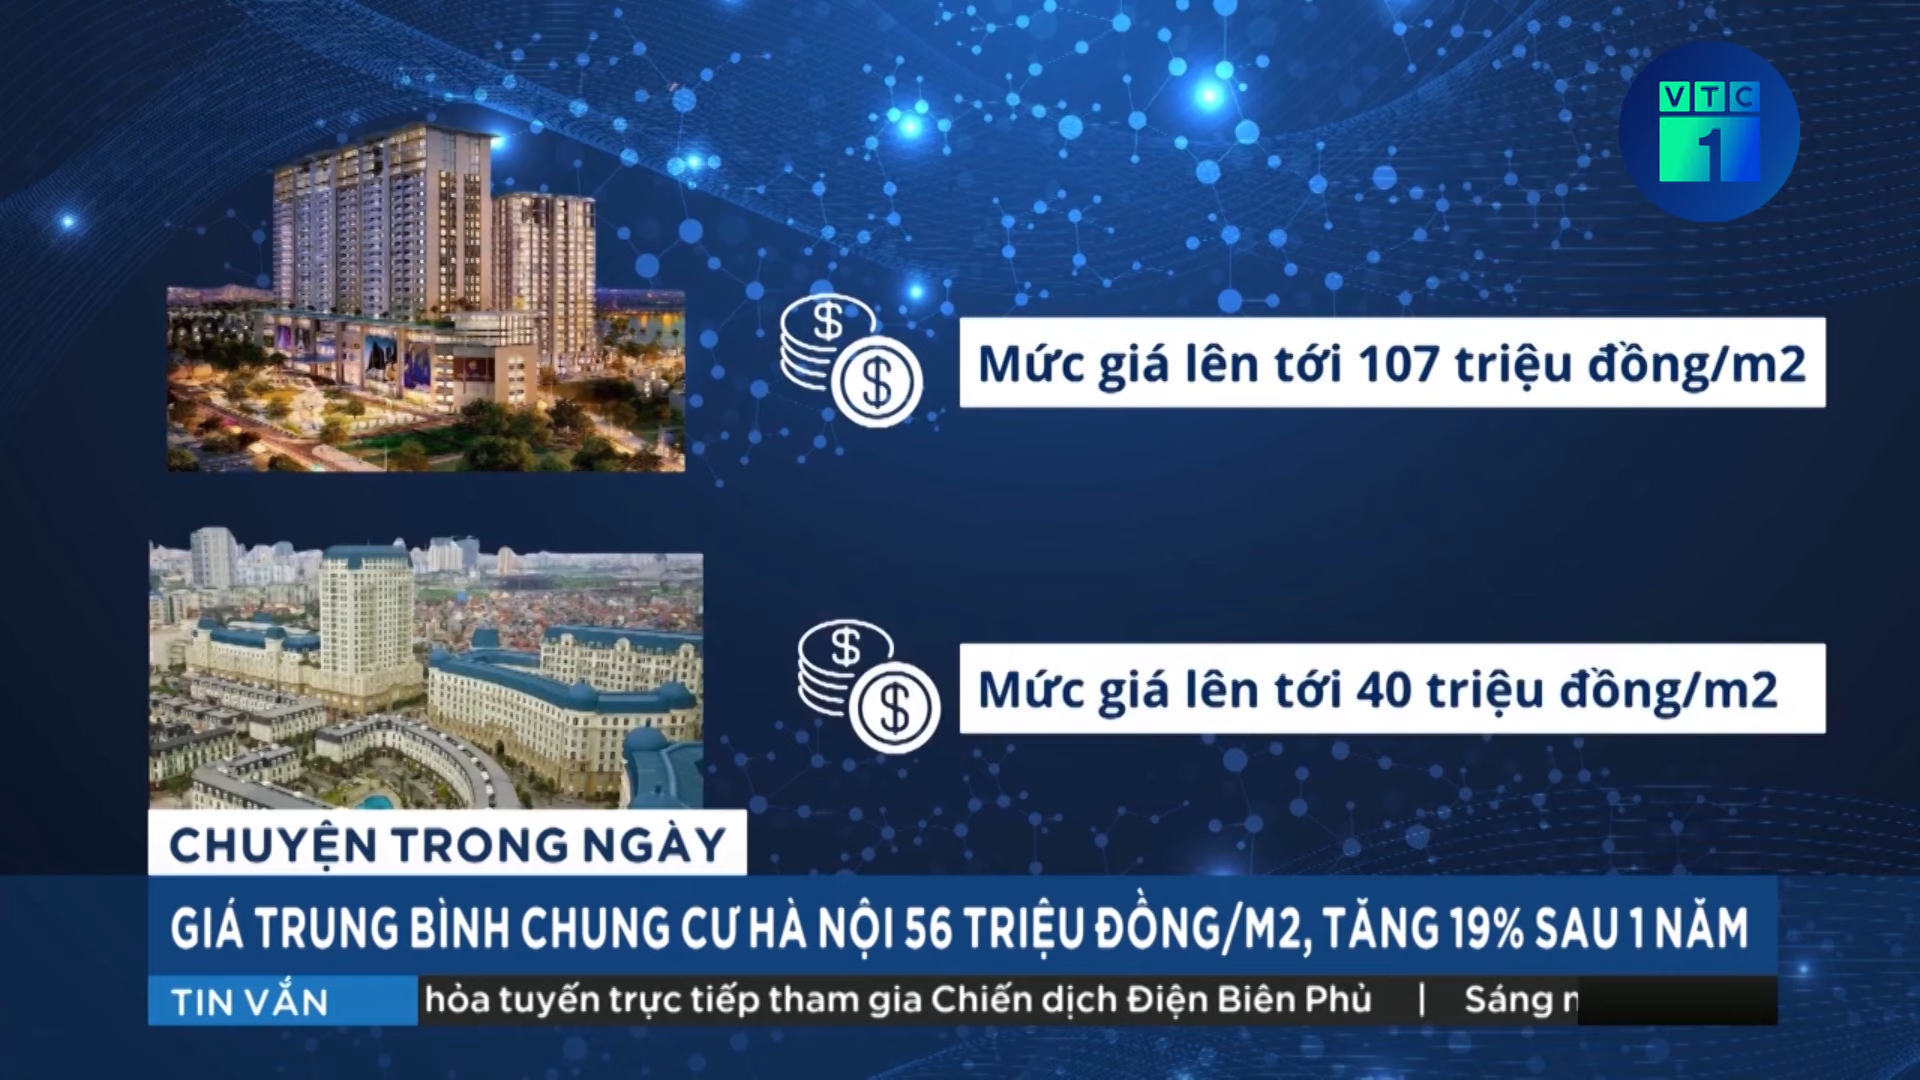 VTC
1
Mức giá lên tới 107 triệu đồng/m2
Mức giá lên tới 40 triệu đồng/m2
CHUYỆN TRONG NGÀY
GIÁ TRUNG BÌNH CHUNG CƯ HÀ NỘI 56 TRIỆU ĐỒNG/M2, TĂNG 19% SAU 1 NĂM
TIN VẮN
hỏa tuyến trực tiếp tham gia Chiến dịch Điện Biên Phủ | Sáng